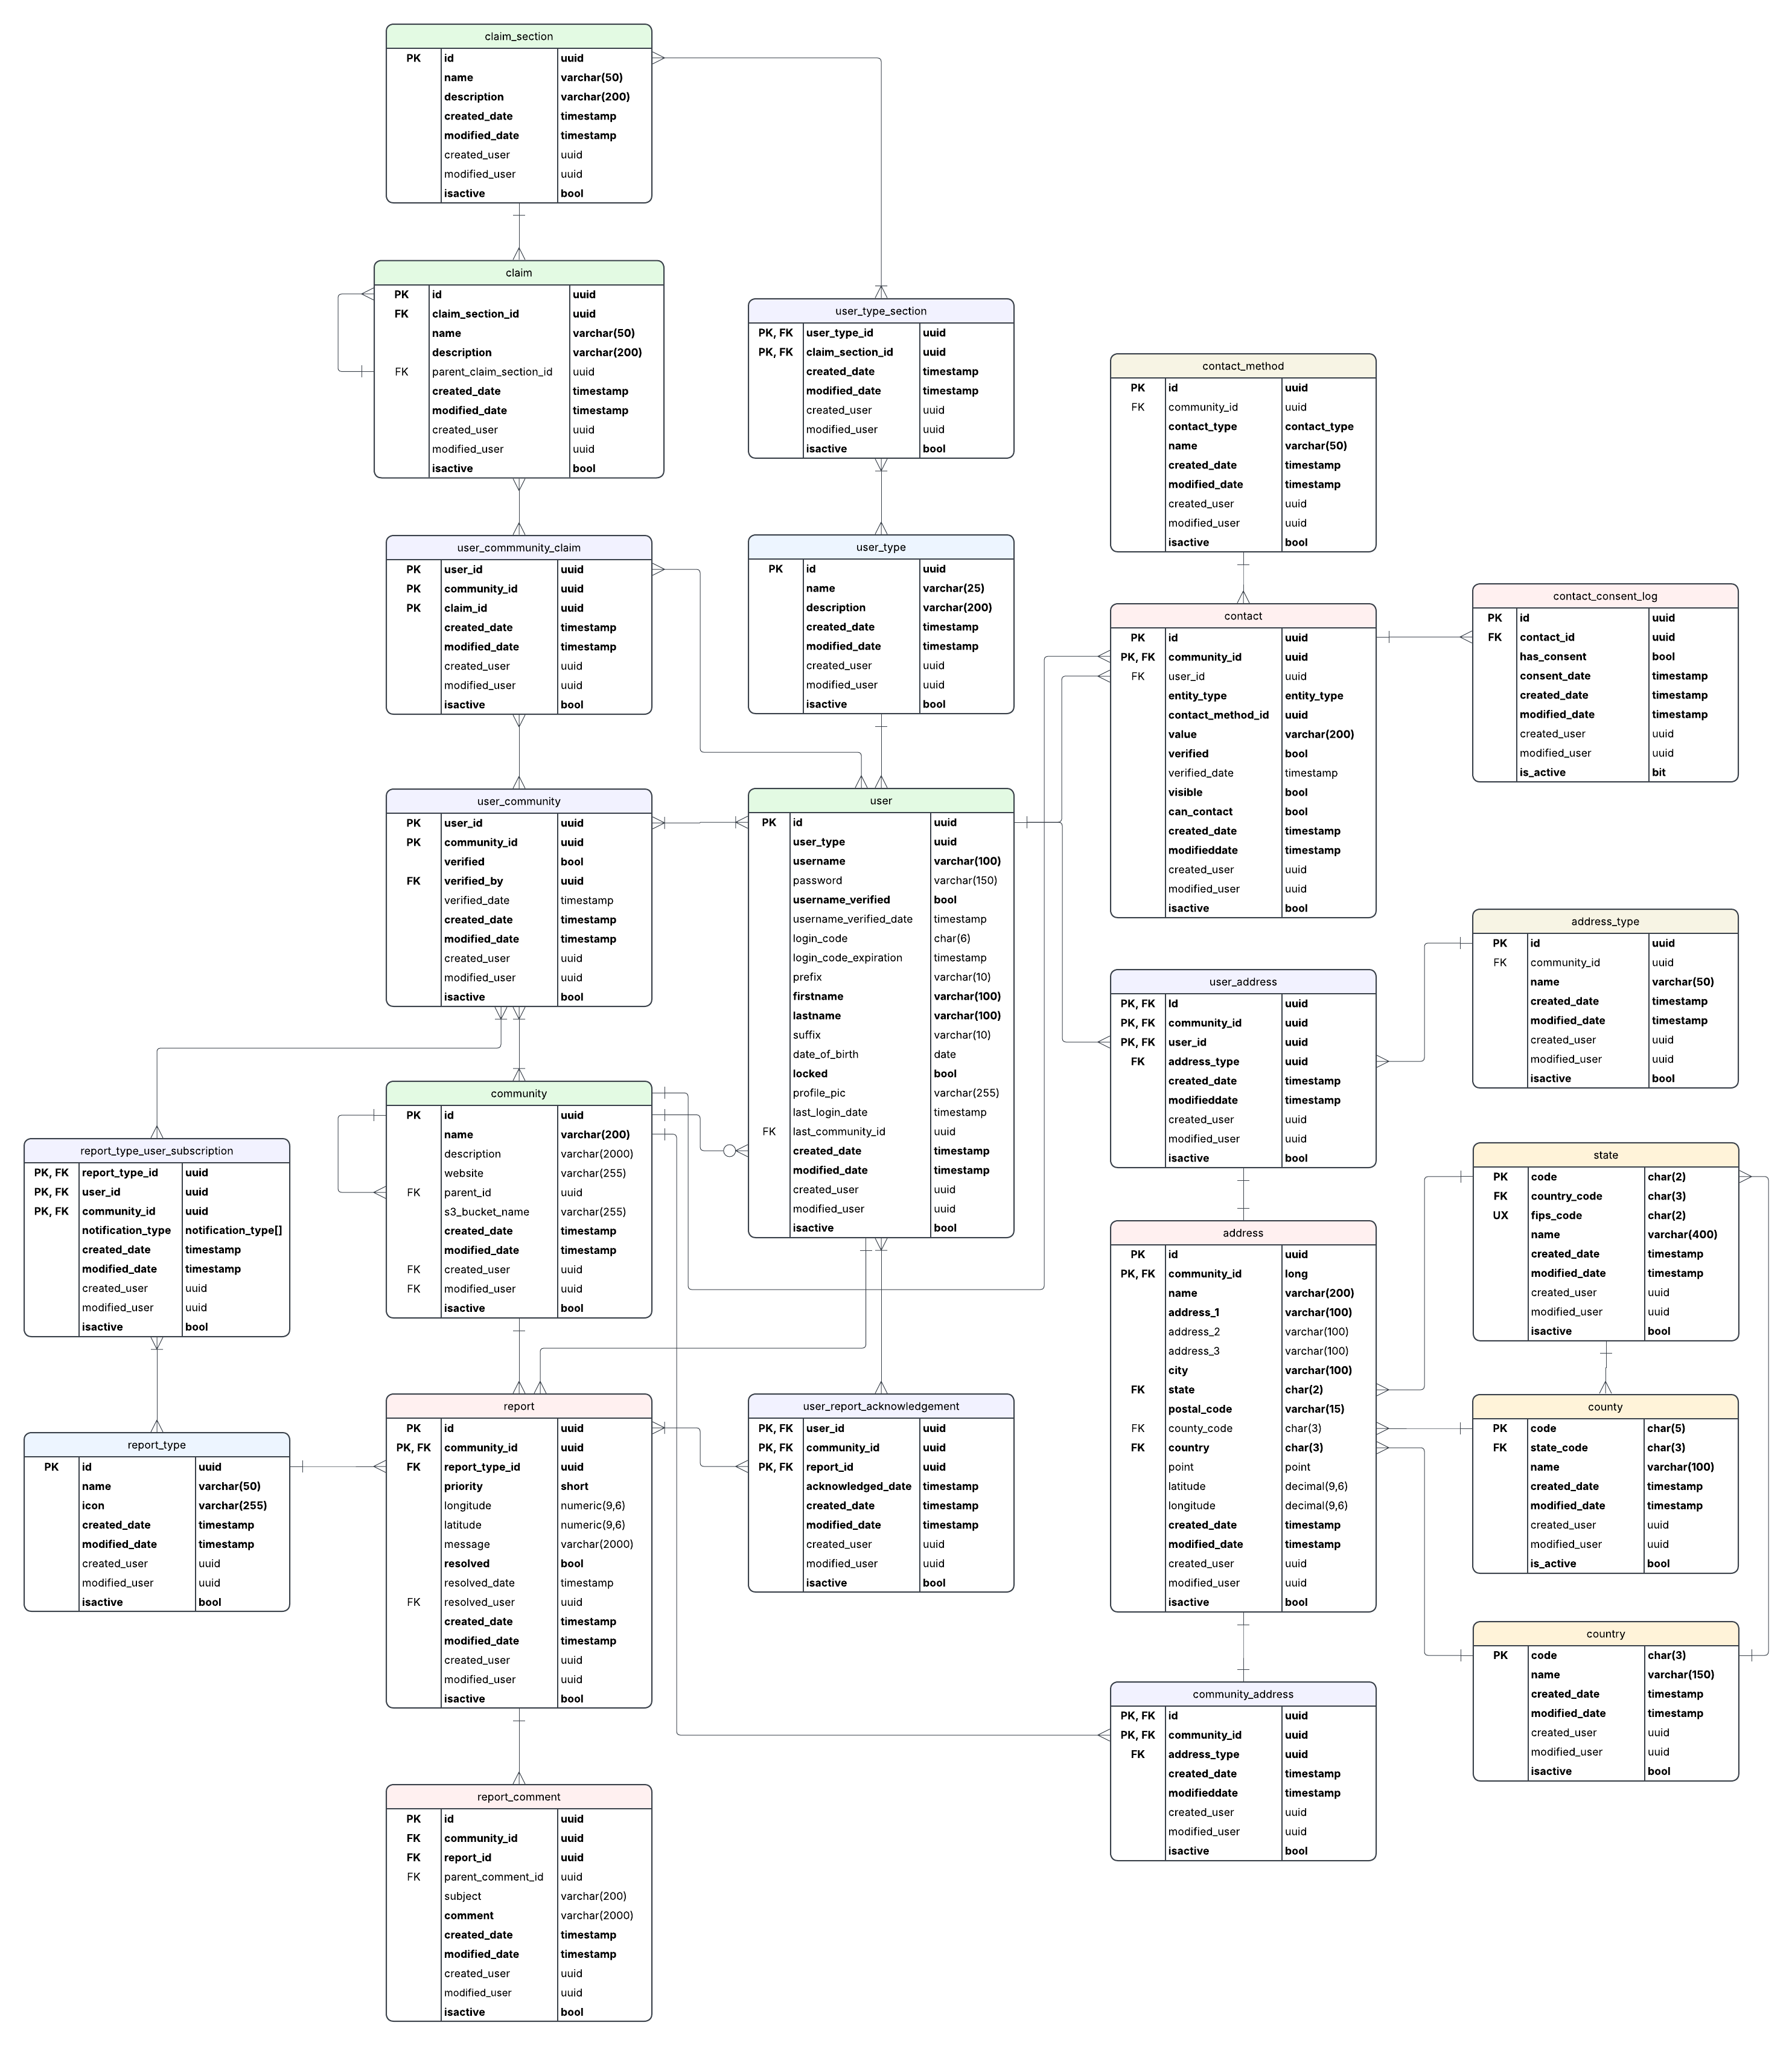 claim_section
PK id uuid
name varchar(50)
description varchar(200)
created_date timestamp
modified_date timestamp
created_user uuid
modified_user uuid
isactive bool
claim
PK id uuid
FK claim_section_id uuid
name varchar(50)
description varchar(200)
FK parent_claim_section_id uuid
created_date timestamp
modified_date timestamp
created_user uuid
modified_user uuid
isactive bool
user_type_section
PK, FK user_type_id uuid
PK, FK claim_section_id uuid
created_date timestamp
modified_date timestamp
created_user uuid
modified_user uuid
isactive bool
contact_method
PK id uuid
FK community_id uuid
contact_type contact_type
name varchar(50)
created_date timestamp
modified_date timestamp
created_user uuid
modified_user uuid
isactive bool
user_commmunity_claim
PK user_id uuid
PK community_id uuid
PK claim_id uuid
created_date timestamp
modified_date timestamp
created_user uuid
modified_user uuid
isactive bool
user_type
PK id uuid
name varchar(25)
description varchar(200)
created_date timestamp
modified_date timestamp
created_user uuid
modified_user uuid
isactive bool
contact
PK id uuid
PK, FK community_id uuid
FK user_id uuid
entity_type entity_type
contact_method_id uuid
value varchar(200)
verified bool
verified_date timestamp
visible bool
can_contact bool
created_date timestamp
modifieddate timestamp
created_user uuid
modified_user uuid
isactive bool
contact_consent_log
PK id uuid
FK contact_id uuid
has_consent bool
consent_date timestamp
created_date timestamp
modified_date timestamp
created_user uuid
modified_user uuid
is_active bit
user_community
PK user_id uuid
PK community_id uuid
verified bool
FK verified_by uuid
verified_date timestamp
created_date timestamp
modified_date timestamp
created_user uuid
modified_user uuid
isactive bool
user
PK id uuid
user_type uuid
username varchar(100)
password varchar(150)
username_verified bool
username_verified_date timestamp
login_code char(6)
login_code_expiration timestamp
prefix varchar(10)
firstname varchar(100)
lastname varchar(100)
suffix varchar(10)
date_of_birth date
locked bool
profile_pic varchar(255)
last_login_date timestamp
FK last_community_id uuid
created_date timestamp
modified_date timestamp
created_user uuid
modified_user uuid
isactive bool
address_type
PK id uuid
FK community_id uuid
name varchar(50)
created_date timestamp
modified_date timestamp
created_user uuid
modified_user uuid
isactive bool
user_address
PK, FK Id uuid
PK, FK community_id uuid
PK, FK user_id uuid
FK address_type uuid
created_date timestamp
modifieddate timestamp
created_user uuid
modified_user uuid
isactive bool
community
PK id uuid
name varchar(200)
description varchar(2000)
website varchar(255)
FK parent_id uuid
s3_bucket_name varchar(255)
created_date timestamp
modified_date timestamp
FK created_user uuid
FK modified_user uuid
isactive bool
report_type_user_subscription
PK, FK report_type_id uuid
PK, FK user_id uuid
PK, FK community_id uuid
notification_type notification_type[]
created_date timestamp
modified_date timestamp
created_user uuid
modified_user uuid
isactive bool
state
PK code char(2)
FK country_code char(3)
UX fips_code char(2)
name varchar(400)
created_date timestamp
modified_date timestamp
created_user uuid
modified_user uuid
isactive bool
address
PK id uuid
PK, FK community_id long
name varchar(200)
address_1 varchar(100)
address_2 varchar(100)
address_3 varchar(100)
city varchar(100)
FK state char(2)
postal_code varchar(15)
FK county_code char(3)
FK country char(3)
point point
latitude decimal(9,6)
longitude decimal(9,6)
created_date timestamp
modified_date timestamp
created_user uuid
modified_user uuid
isactive bool
report
PK id uuid
PK, FK community_id uuid
FK report_type_id uuid
priority short
longitude numeric(9,6)
latitude numeric(9,6)
message varchar(2000)
resolved bool
resolved_date timestamp
FK resolved_user uuid
created_date timestamp
modified_date timestamp
created_user uuid
modified_user uuid
isactive bool
user_report_acknowledgement
PK, FK user_id uuid
PK, FK community_id uuid
PK, FK report_id uuid
acknowledged_date timestamp
created_date timestamp
modified_date timestamp
created_user uuid
modified_user uuid
isactive bool
county
PK code char(5)
FK state_code char(3)
name varchar(100)
created_date timestamp
modified_date timestamp
created_user uuid
modified_user uuid
is_active bool
report_type
PK id uuid
name varchar(50)
icon varchar(255)
created_date timestamp
modified_date timestamp
created_user uuid
modified_user uuid
isactive bool
country
PK code char(3)
name varchar(150)
created_date timestamp
modified_date timestamp
created_user uuid
modified_user uuid
isactive bool
community_address
PK, FK id uuid
PK, FK community_id uuid
FK address_type uuid
created_date timestamp
modifieddate timestamp
created_user uuid
modified_user uuid
isactive bool
report_comment
PK id uuid
FK community_id uuid
FK report_id uuid
FK parent_comment_id uuid
subject varchar(200)
comment varchar(2000)
created_date timestamp
modified_date timestamp
created_user uuid
modified_user uuid
isactive bool